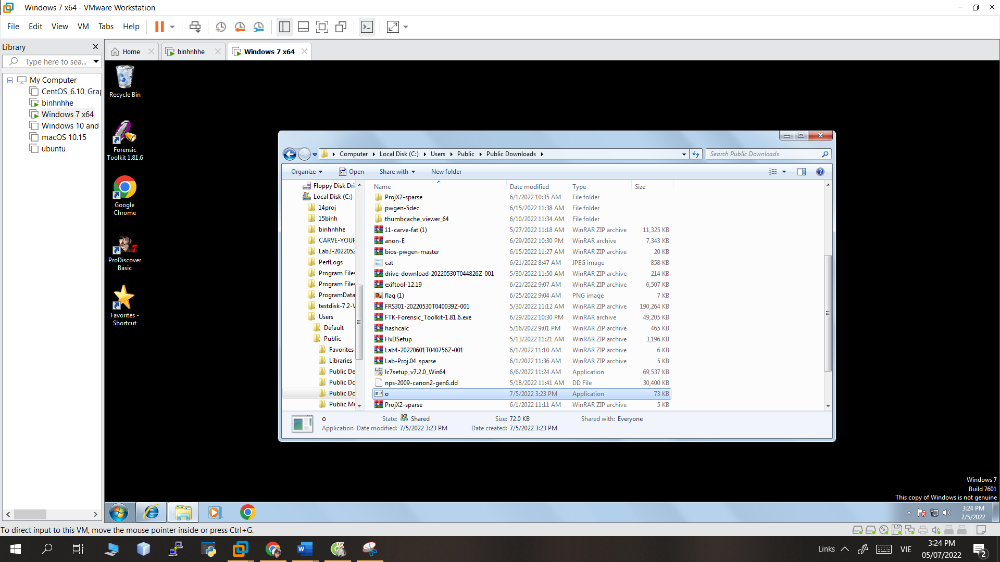 Windows 7 x64 - VMware Workstation
File Edit View VM Tabs Help
Library
Type here to sea...
My Computer
CentOS_6.10_Gra
binhnhhe
Windows 7 x64
Windows 10 and
macOS 10.15
ubuntu
Home binhnhhe Windows 7 x64
Recycle Bin
Forensic
Toolkit 1.81.6
Google
Chrome
ProDiscover
Basic
Favorites -
Shortcut
Computer Local Disk (C:) Users Public Public Downloads Search Public Downloads
Organize Open Share with New folder
Floppy Disk Dri
Local Disk (C:)
14proj
15binh
binhnhhe
CARVE-YOUR
Lab3-2022052
PerfLogs
Program Files
Program Files
ProgramData
testdisk-7.2-V
Users
Default
Public
Favorites
Libraries
Public De
Public Do
Public Do
Public Mu
Name Date modified Type Size
ProjX2-sparse 6/1/2022 10:35 AM File folder
pwgen-5dec 6/15/2022 11:38 AM File folder
thumbcache_viewer_64 6/10/2022 11:34 AM File folder
11-carve-fat (1) 5/27/2022 11:18 AM WinRAR ZIP archive 11,325 KB
anon-E 6/29/2022 10:30 PM WinRAR archive 7,343 KB
bios-pwgen-master 6/15/2022 11:27 AM WinRAR ZIP archive 20 KB
cat 6/21/2022 8:47 AM JPEG image 858 KB
drive-download-20220530T044826Z-001 5/30/2022 11:50 AM WinRAR ZIP archive 214 KB
exiftool-12.19 6/21/2022 9:07 AM WinRAR ZIP archive 6,507 KB
flag (1) 6/25/2022 9:04 AM PNG image 7 KB
FRS301-20220530T040039Z-001 5/30/2022 11:12 AM WinRAR ZIP archive 190,264 KB
FTK-Forensic_Toolkit-1.81.6.exe 6/29/2022 10:30 PM WinRAR archive 49,205 KB
hashcalc 5/16/2022 9:01 PM WinRAR ZIP archive 465 KB
HxDSetup 5/13/2022 11:21 AM WinRAR ZIP archive 3,196 KB
Lab4-20220601T040756Z-001 6/1/2022 11:10 AM WinRAR ZIP archive 6 KB
Lab-Proj.04_sparse 6/1/2022 11:36 AM WinRAR ZIP archive 5 KB
lc7setup_v7.2.0_Win64 6/6/2022 11:24 AM Application 69,537 KB
nps-2009-canon2-gen6.dd 5/18/2022 11:41 AM DD File 30,400 KB
o 7/5/2022 3:23 PM Application 73 KB
ProjX2-sparse 6/1/2022 11:11 AM WinRAR ZIP archive 5 KB
o State: Shared Size: 72.0 KB Shared with: Everyone
Application Date modified: 7/5/2022 3:23 PM Date created: 7/5/2022 3:23 PM
Windows 7
Build 7601
This copy of Windows is not genuine
3:24 PM
7/5/2022
To direct input to this VM, move the mouse pointer inside or press Ctrl+G.
Links VIE 3:24 PM
05/07/2022
2